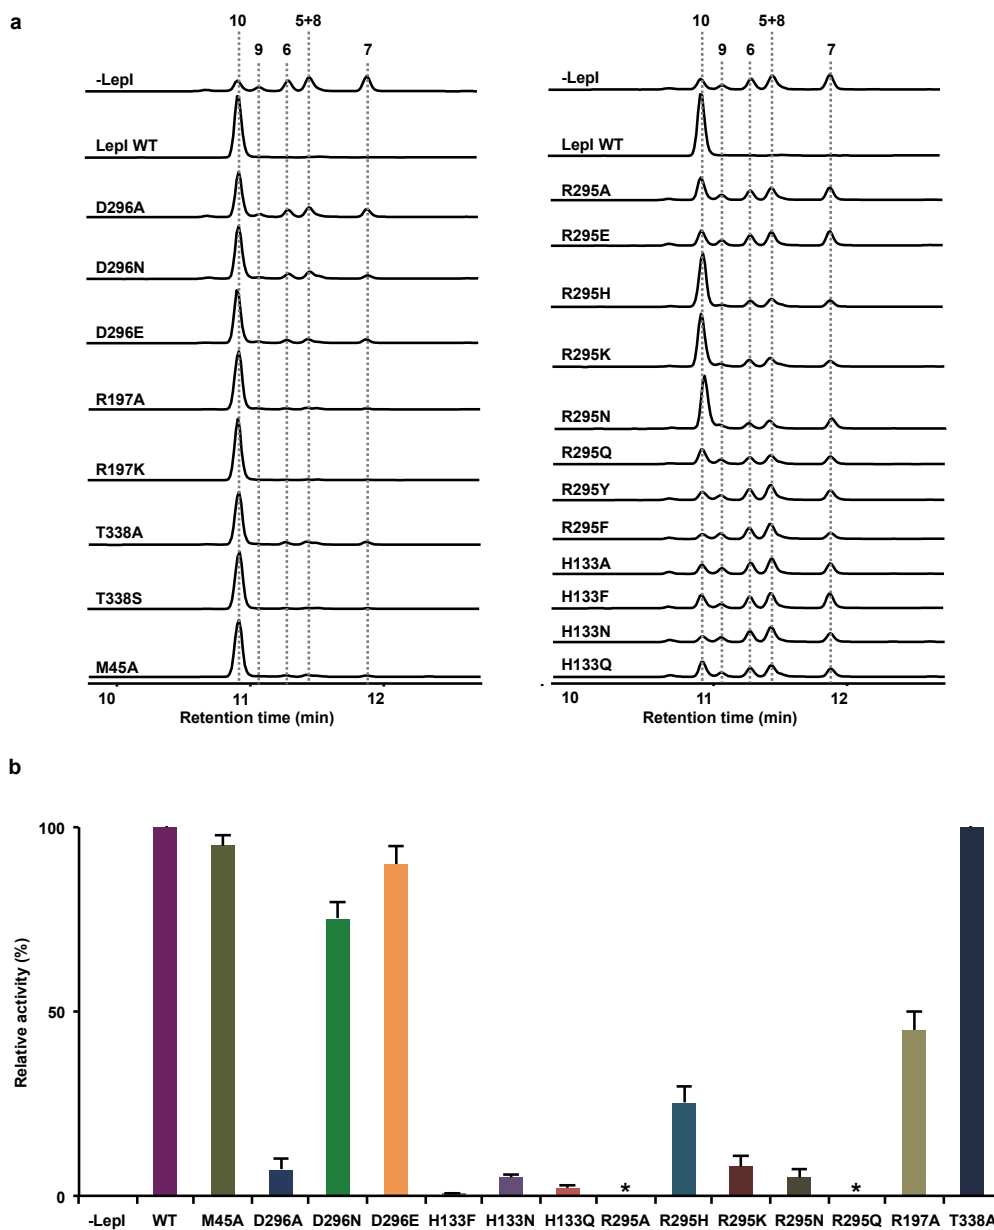 a
10 5+8
9 6 7
-LepI
LepI WT
D296A
D296N
D296E
R197A
R197K
T338A
T338S
M45A
10 11 12
Retention time (min)
10 5+8
9 6 7
-LepI
LepI WT
R295A
R295E
R295H
R295K
R295N
R295Q
R295Y
R295F
H133A
H133F
H133N
H133Q
10 11 12
Retention time (min)
b
Relative activity (%)
100
50
0
* *
-LepI WT M45A D296A D296N D296E H133F H133N H133Q R295A R295H R295K R295N R295Q R197A T338A